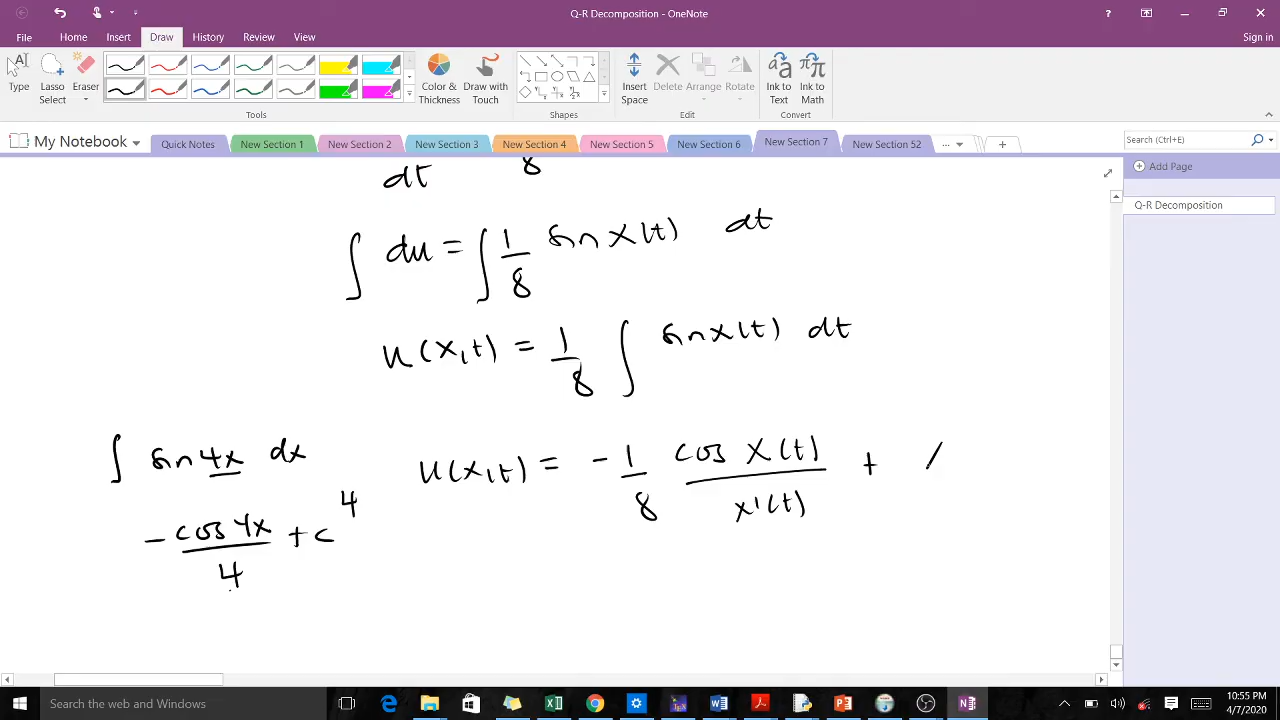 Q-R Decomposition - OneNote
File Home Insert Draw History Review View Sign in
Type Lasso Select Eraser Color & Thickness Draw with Touch Insert Space Delete Arrange Rotate Ink to Text Ink to Math
Tools Shapes Edit Convert
My Notebook Quick Notes New Section 1 New Section 2 New Section 3 New Section 4 New Section 5 New Section 6 New Section 7 New Section 52 ... + Search (Ctrl+E)
Add Page
Q-R Decomposition
dt 8
∫ du = ∫ 1/8 sin x(t) dt
u(x,t) = 1/8 ∫ sin x(t) dt
∫ sin 4x dx
u(x,t) = - 1/8 cos x(t)/x'(t) +
4
- cos 4x/4 + c
Search the web and Windows
10:55 PM
4/7/2020